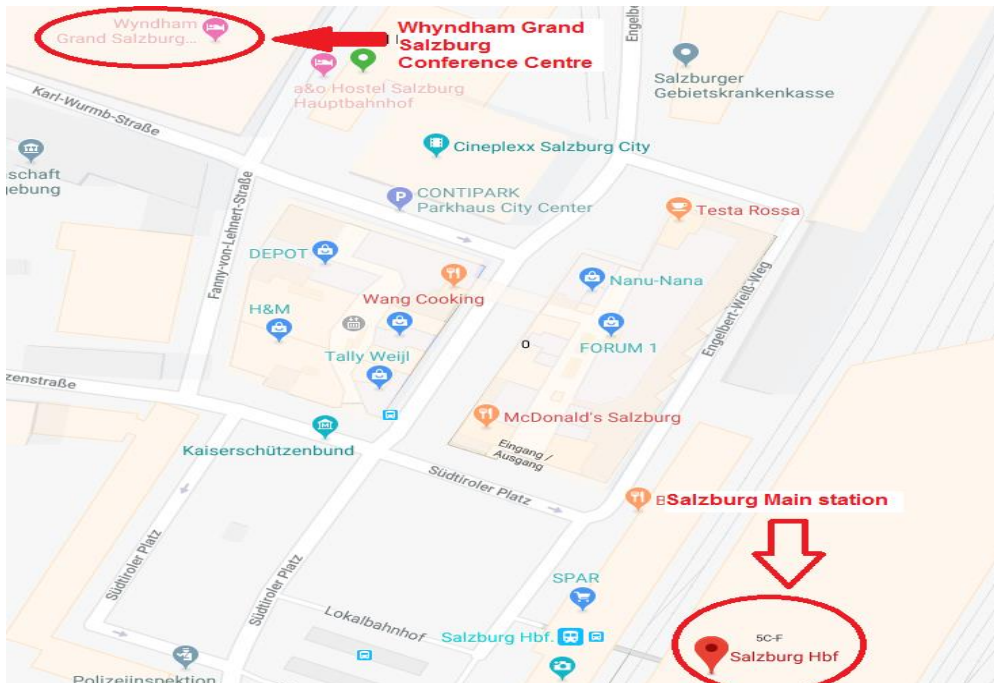 Wyndham
Grand Salzburg...
Whyndham Grand
Salzburg
Conference Centre
Engelbe
Salzburger
Gebietskrankenkasse
a&o Hostel Salzburg
Hauptbahnhof
Karl-Wurmb-Straße
schaft
gebung
Cineplexx Salzburg City
P
CONTIPARK
Parkhaus City Center
Testa Rossa
Fanny-von-Lehnert-Straße
DEPOT
Wang Cooking
Nanu-Nana
Engelbert-Weiß-Weg
H&M
o
FORUM 1
Tally Weijl
zenstraße
McDonald's Salzburg
Kaiserschützenbund
Eingang /
Ausgang
Südtiroler Platz
Salzburg Main station
Südtiroler Platz
Südtiroler Platz
SPAR
Lokalbahnhof
Salzburg Hbf.
5C-F
Salzburg Hbf
Polizeiinspektion